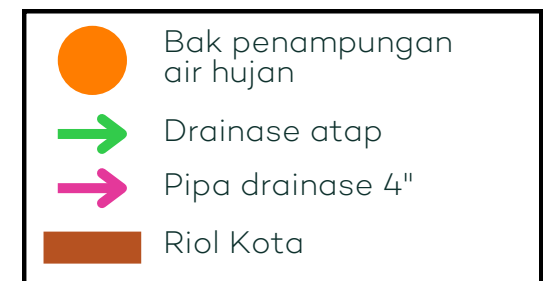 Bak penampungan
air hujan
Drainase atap
Pipa drainase 4"
Riol Kota